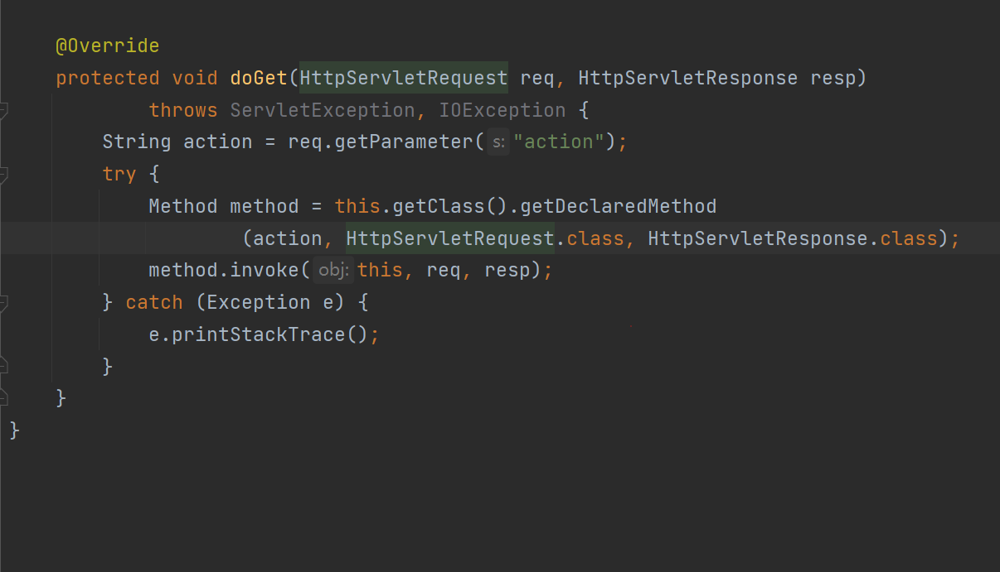 @Override
protected void doGet(HttpServletRequest req, HttpServletResponse resp)
throws ServletException, IOException {
String action = req.getParameter( s: "action");
try {
Method method = this.getClass().getDeclaredMethod
(action, HttpServletRequest.class, HttpServletResponse.class);
method.invoke( obj: this, req, resp);
} catch (Exception e) {
e.printStackTrace();
}
}
}